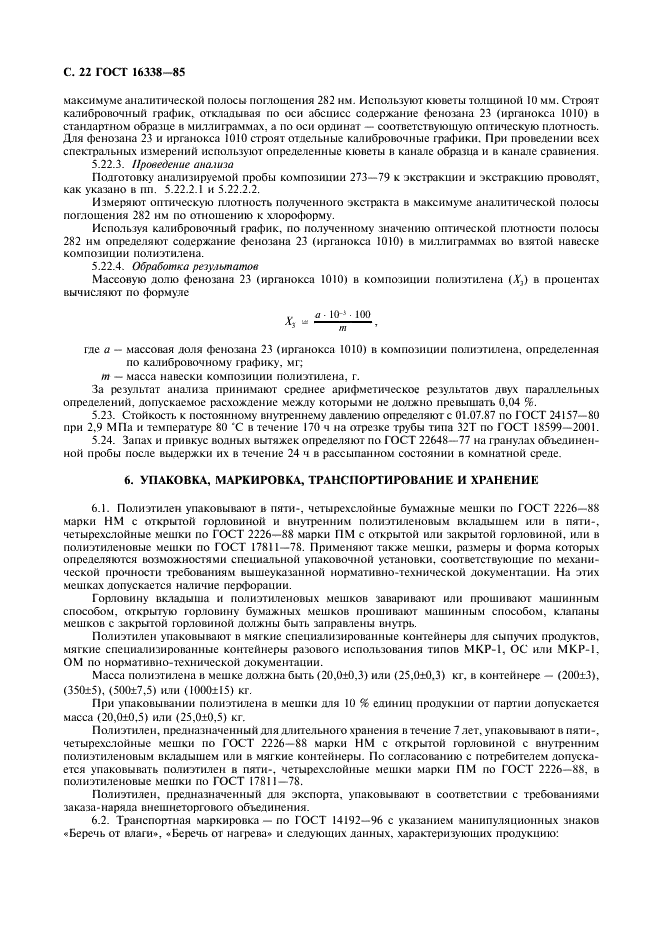 С. 22 ГОСТ 16338—85
максимуме аналитической полосы поглощения 282 нм. Используют кюветы толщиной 10 мм. Строят
калибровочный график, откладывая по оси абсцисс содержание фенозана 23 (ирганокса 1010) в
стандартном образце в миллиграммах, а по оси ординат — соответствующую оптическую плотность.
Для фенозана 23 и ирганокса 1010 строят отдельные калибровочные графики. При проведении всех
спектральных измерений используют определенные кюветы в канале образца и в канале сравнения.
5.22.3. Проведение анализа
Подготовку анализируемой пробы композиции 273—79 к экстракции и экстракцию проводят,
как указано в пп. 5.22.2.1 и 5.22.2.2.
Измеряют оптическую плотность полученного экстракта в максимуме аналитической полосы
поглощения 282 нм по отношению к хлороформу.
Используя калибровочный график, по полученному значению оптической плотности полосы
282 нм определяют содержание фенозана 23 (ирганокса 1010) в миллиграммах во взятой навеске
композиции полиэтилена.
5.22.4. Обработка результатов
Массовую долю фенозана 23 (ирганокса 1010) в композиции полиэтилена (X₃) в процентах
вычисляют по формуле
X₃ = a · 10⁻³ · 100 / m ,
где a — массовая доля фенозана 23 (ирганокса 1010) в композиции полиэтилена, определенная
по калибровочному графику, мг;
m — масса навески композиции полиэтилена, г.
За результат анализа принимают среднее арифметическое результатов двух параллельных
определений, допускаемое расхождение между которыми не должно превышать 0,04 %.
5.23. Стойкость к постоянному внутреннему давлению определяют с 01.07.87 по ГОСТ 24157—80
при 2,9 МПа и температуре 80 °С в течение 170 ч на отрезке трубы типа 32Т по ГОСТ 18599—2001.
5.24. Запах и привкус водных вытяжек определяют по ГОСТ 22648—77 на гранулах объединен-
ной пробы после выдержки их в течение 24 ч в рассыпанном состоянии в комнатной среде.
6. УПАКОВКА, МАРКИРОВКА, ТРАНСПОРТИРОВАНИЕ И ХРАНЕНИЕ
6.1. Полиэтилен упаковывают в пяти-, четырехслойные бумажные мешки по ГОСТ 2226—88
марки НМ с открытой горловиной и внутренним полиэтиленовым вкладышем или в пяти-,
четырехслойные мешки по ГОСТ 2226—88 марки ПМ с открытой или закрытой горловиной, или в
полиэтиленовые мешки по ГОСТ 17811—78. Применяют также мешки, размеры и форма которых
определяются возможностями специальной упаковочной установки, соответствующие по механи-
ческой прочности требованиям вышеуказанной нормативно-технической документации. На этих
мешках допускается наличие перфорации.
Горловину вкладыша и полиэтиленовых мешков заваривают или прошивают машинным
способом, открытую горловину бумажных мешков прошивают машинным способом, клапаны
мешков с закрытой горловиной должны быть заправлены внутрь.
Полиэтилен упаковывают в мягкие специализированные контейнеры для сыпучих продуктов,
мягкие специализированные контейнеры разового использования типов МКР-1, ОС или МКР-1,
ОМ по нормативно-технической документации.
Масса полиэтилена в мешке должна быть (20,0±0,3) или (25,0±0,3) кг, в контейнере — (200±3),
(350±5), (500±7,5) или (1000±15) кг.
При упаковывании полиэтилена в мешки для 10 % единиц продукции от партии допускается
масса (20,0±0,5) или (25,0±0,5) кг.
Полиэтилен, предназначенный для длительного хранения в течение 7 лет, упаковывают в пяти-,
четырехслойные мешки по ГОСТ 2226—88 марки НМ с открытой горловиной с внутренним
полиэтиленовым вкладышем или в мягкие контейнеры. По согласованию с потребителем допуска-
ется упаковывать полиэтилен в пяти-, четырехслойные мешки марки ПМ по ГОСТ 2226—88, в
полиэтиленовые мешки по ГОСТ 17811—78.
Полиэтилен, предназначенный для экспорта, упаковывают в соответствии с требованиями
заказа-наряда внешнеторгового объединения.
6.2. Транспортная маркировка — по ГОСТ 14192—96 с указанием манипуляционных знаков
«Беречь от влаги», «Беречь от нагрева» и следующих данных, характеризующих продукцию: